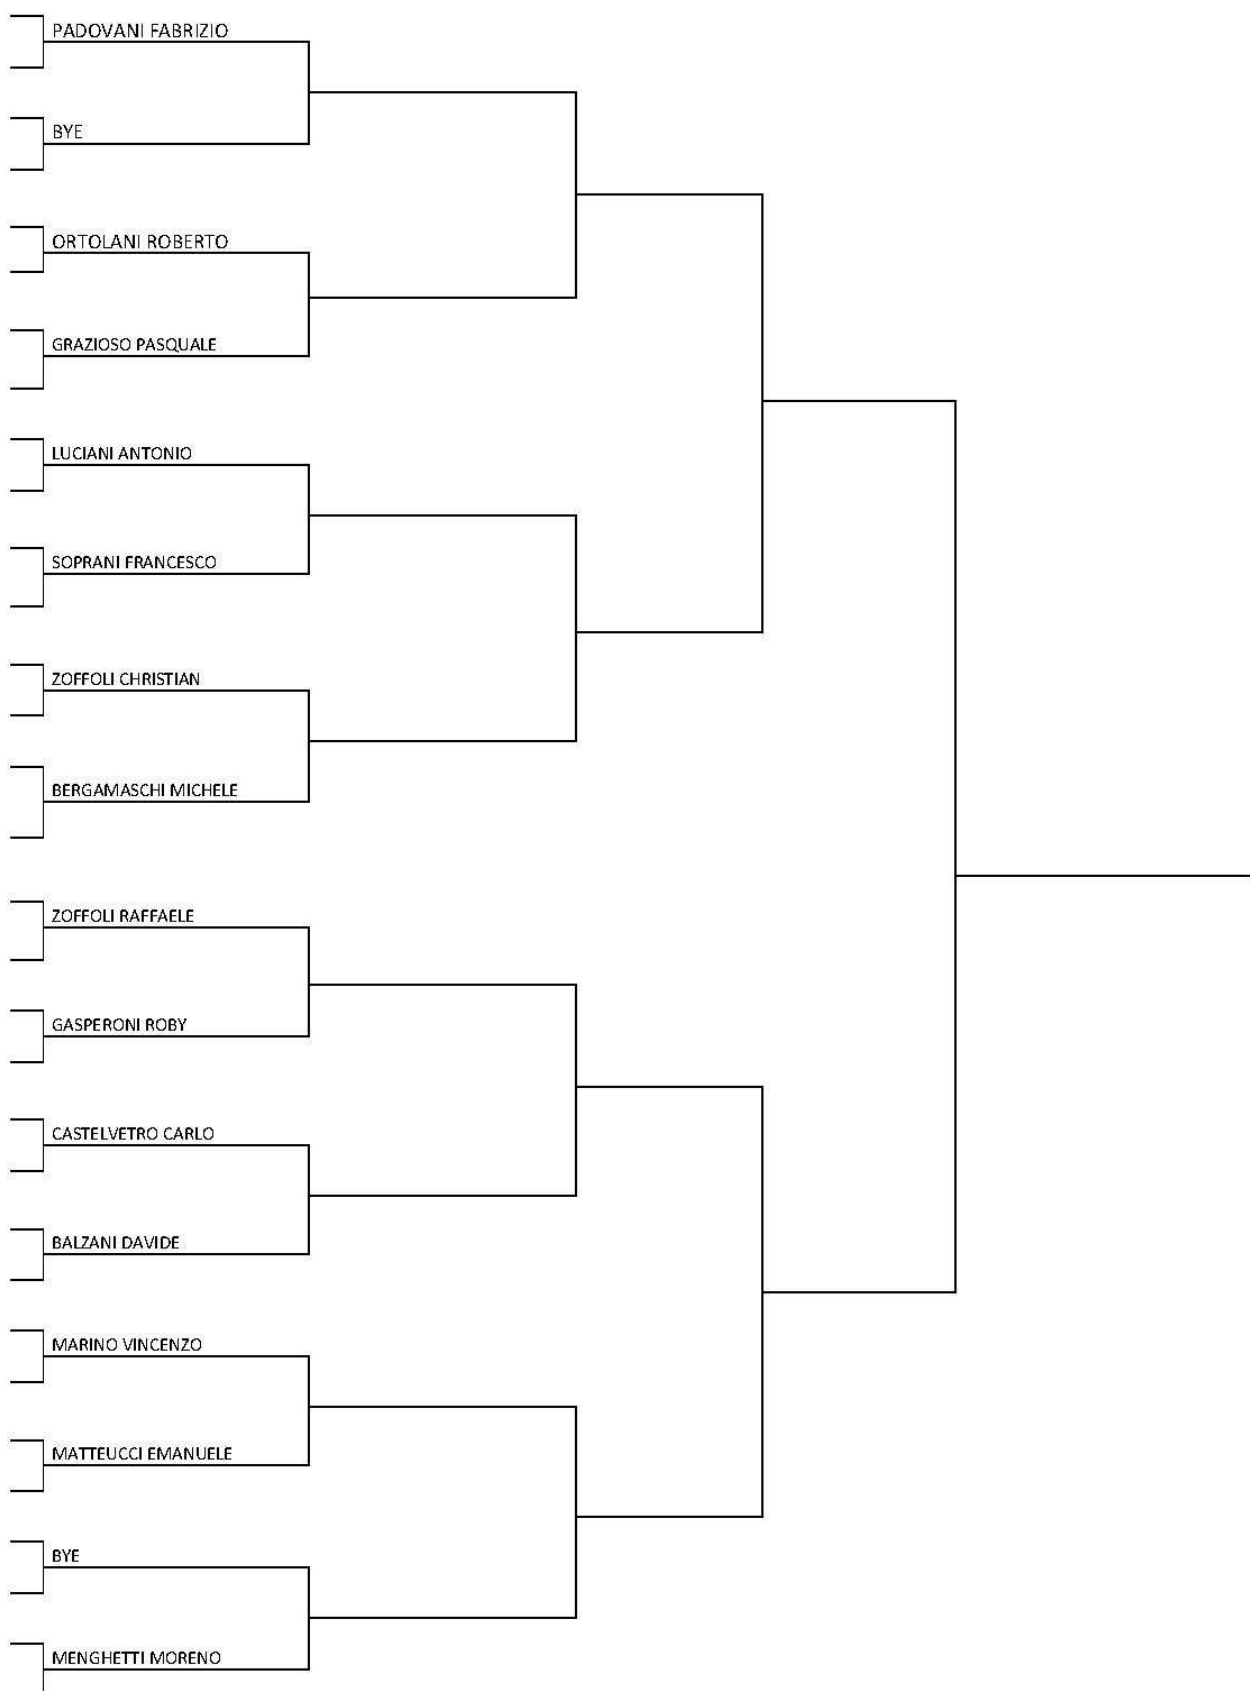 PADOVANI FABRIZIO
BYE
ORTOLANI ROBERTO
GRAZIOSO PASQUALE
LUCIANI ANTONIO
SOPRANI FRANCESCO
ZOFFOLI CHRISTIAN
BERGAMASCHI MICHELE
ZOFFOLI RAFFAELE
GASPERONI ROBY
CASTELVETRO CARLO
BALZANI DAVIDE
MARINO VINCENZO
MATTEUCCI EMANUELE
BYE
MENGHETTI MORENO